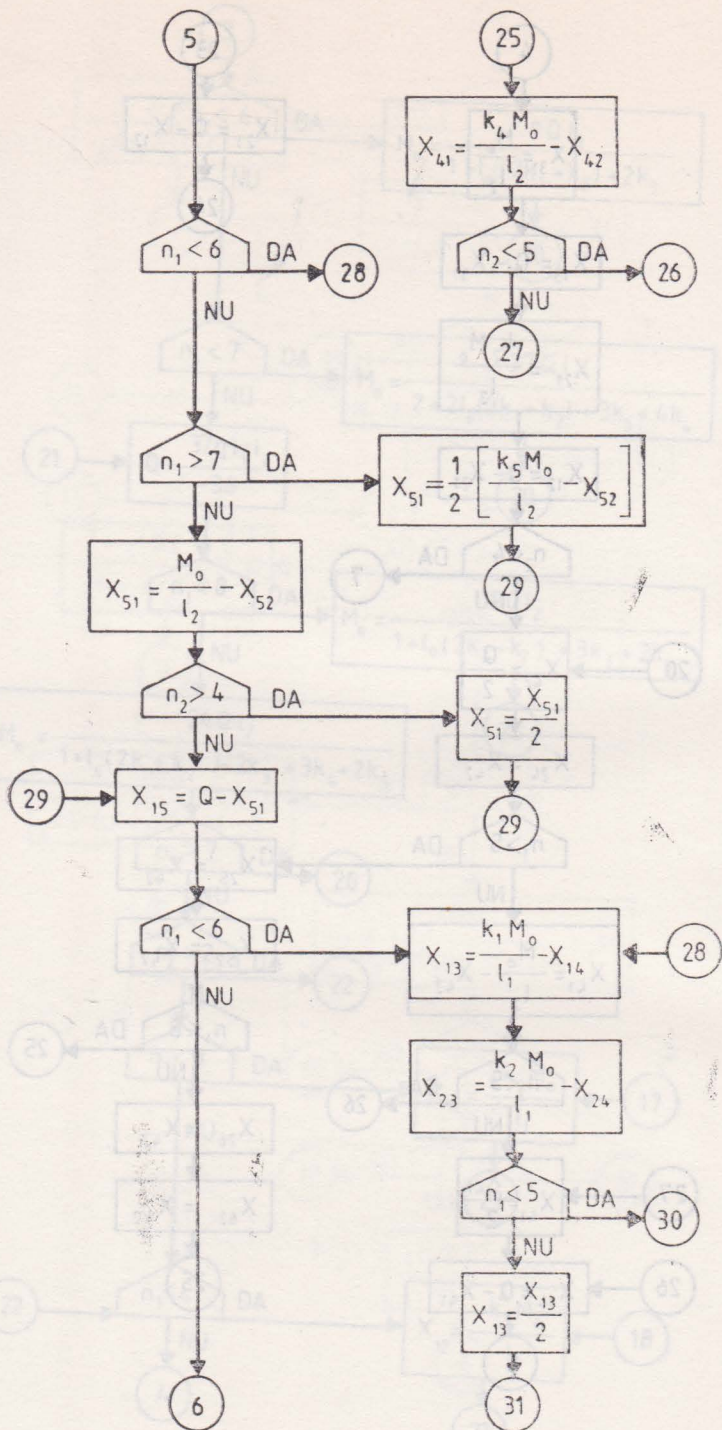 5
n₁ < 6
DA
28
NU
n₁ > 7
DA
X₅₁ = 1/2 [ k₅ M₀ / l₂ - X₅₂ ]
29
NU
X₅₁ = M₀ / l₂ - X₅₂
n₂ > 4
DA
X₅₁ = X₅₁ / 2
29
NU
29
X₁₅ = Q - X₅₁
n₁ < 6
DA
NU
6
25
X₄₁ = k₄ M₀ / l₂ - X₄₂
n₂ < 5
DA
26
NU
27
X₁₃ = k₁ M₀ / l₁ - X₁₄
28
X₂₃ = k₂ M₀ / l₁ - X₂₄
n₁ < 5
DA
30
NU
X₁₃ = X₁₃ / 2
31